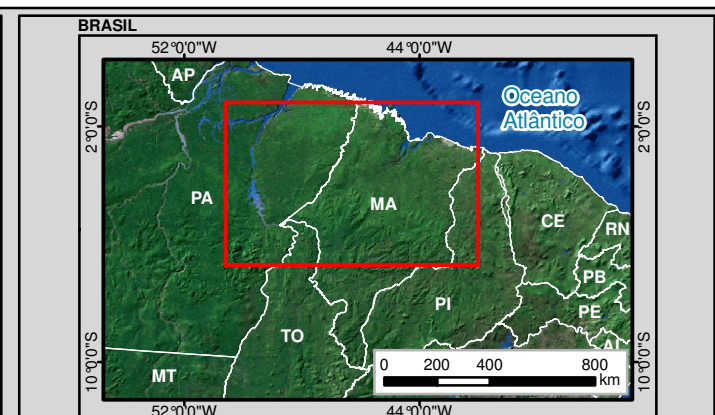 BRASIL
52°0'0"W 44°0'0"W
AP
Oceano
Atlântico
2°0'0"S 2°0'0"S
PA MA CE
RN
PB
PI PE
TO AL
MT
0 200 400 800
km
10°0'0"S 10°0'0"S
52°0'0"W 44°0'0"W